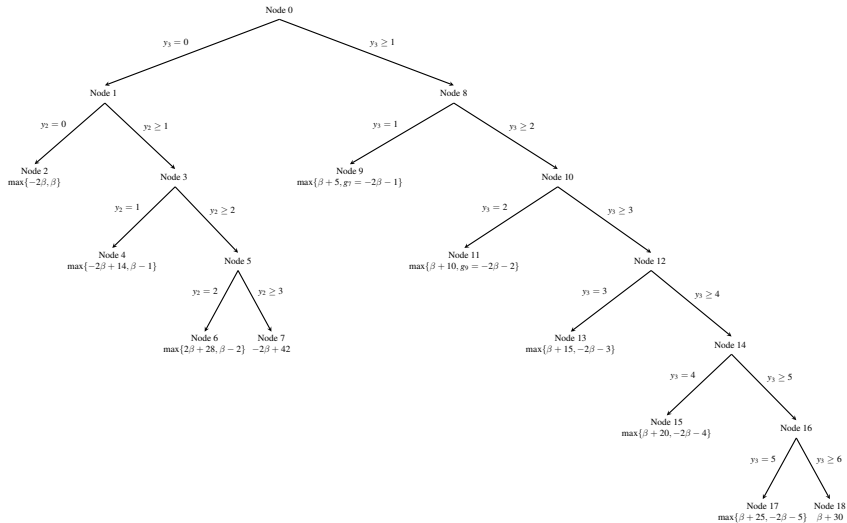 Node 0
y₃ = 0
y₃ ≥ 1
Node 1
Node 8
y₂ = 0
y₂ ≥ 1
y₃ = 1
y₃ ≥ 2
Node 2
max{−2β, β}
Node 3
Node 9
max{β + 5, g₇ = −2β − 1}
Node 10
y₂ = 1
y₂ ≥ 2
y₃ = 2
y₃ ≥ 3
Node 4
max{−2β + 14, β − 1}
Node 5
Node 11
max{β + 10, g₉ = −2β − 2}
Node 12
y₂ = 2
y₂ ≥ 3
y₃ = 3
y₃ ≥ 4
Node 6
max{2β + 28, β − 2}
Node 7
−2β + 42
Node 13
max{β + 15, −2β − 3}
Node 14
y₃ = 4
y₃ ≥ 5
Node 15
max{β + 20, −2β − 4}
Node 16
y₃ = 5
y₃ ≥ 6
Node 17
max{β + 25, −2β − 5}
Node 18
β + 30